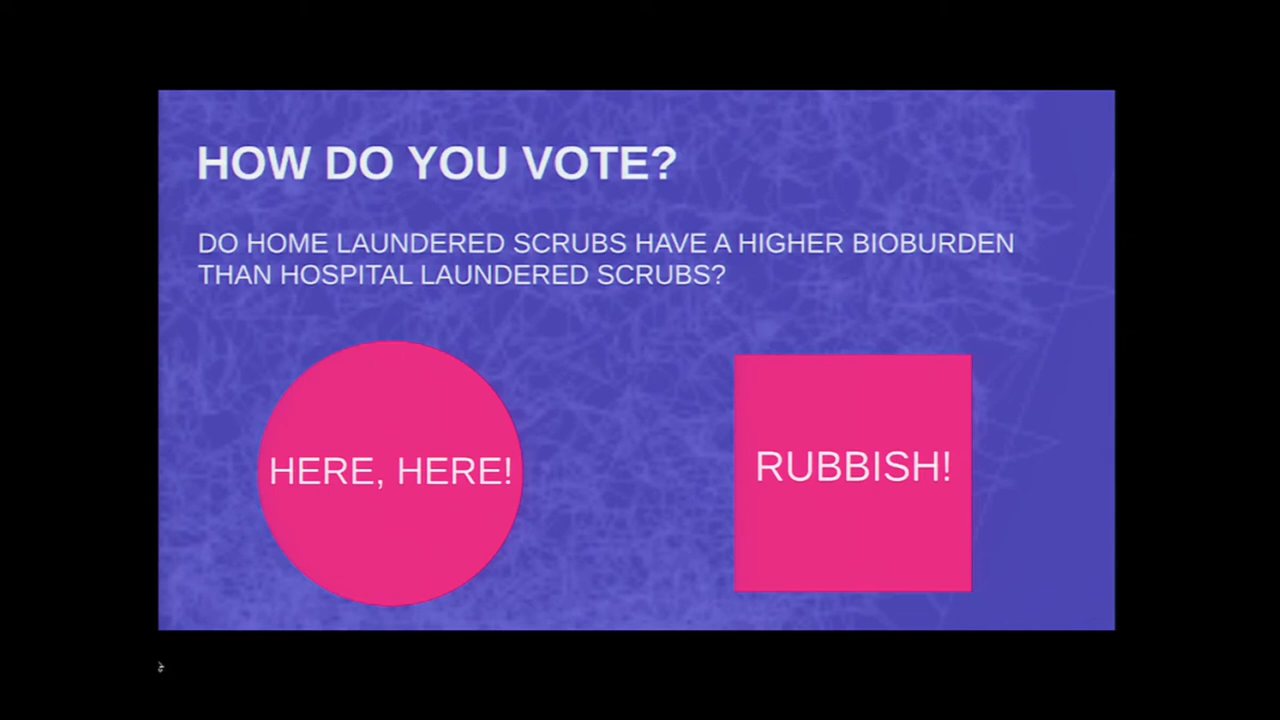 HOW DO YOU VOTE?
DO HOME LAUNDERED SCRUBS HAVE A HIGHER BIOBURDEN
THAN HOSPITAL LAUNDERED SCRUBS?
HERE, HERE!
RUBBISH!